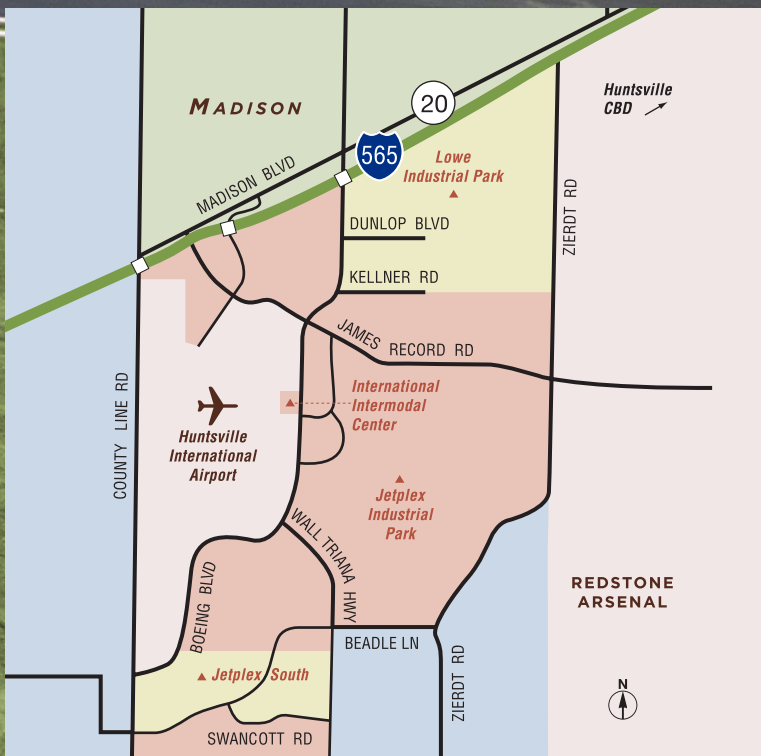 Huntsville
CBD
20
MADISON
565
Lowe
Industrial Park
MADISON BLVD
DUNLOP BLVD
ZIERDT RD
KELLNER RD
JAMES RECORD RD
COUNTY LINE RD
International
Intermodal
Center
Huntsville
International
Airport
Jetplex
Industrial
Park
WALL TRIANA HWY
BOEING BLVD
REDSTONE
ARSENAL
BEADLE LN
Jetplex South
ZIERDT RD
N
SWANCOTT RD